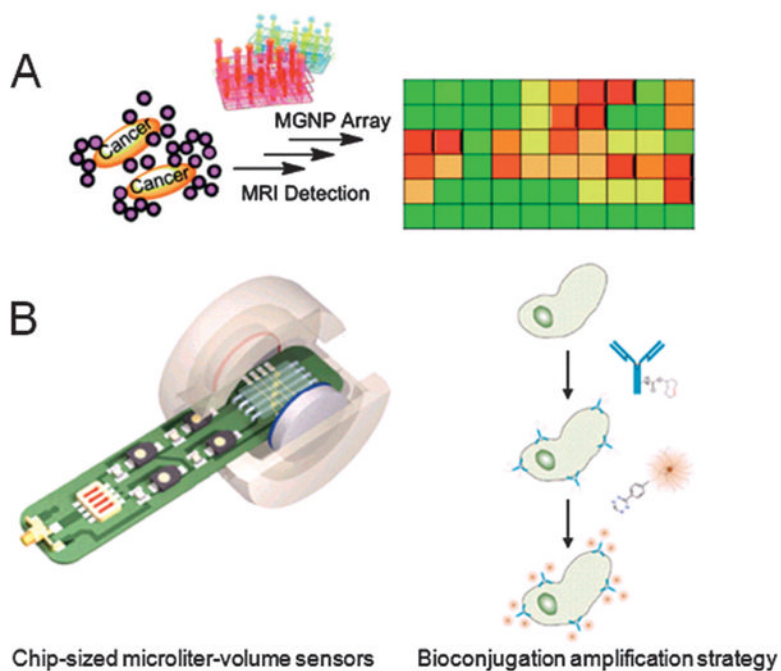 A
Cancer
Cancer
MGNP Array
MRI Detection
B
Chip-sized microliter-volume sensors
Bioconjugation amplification strategy